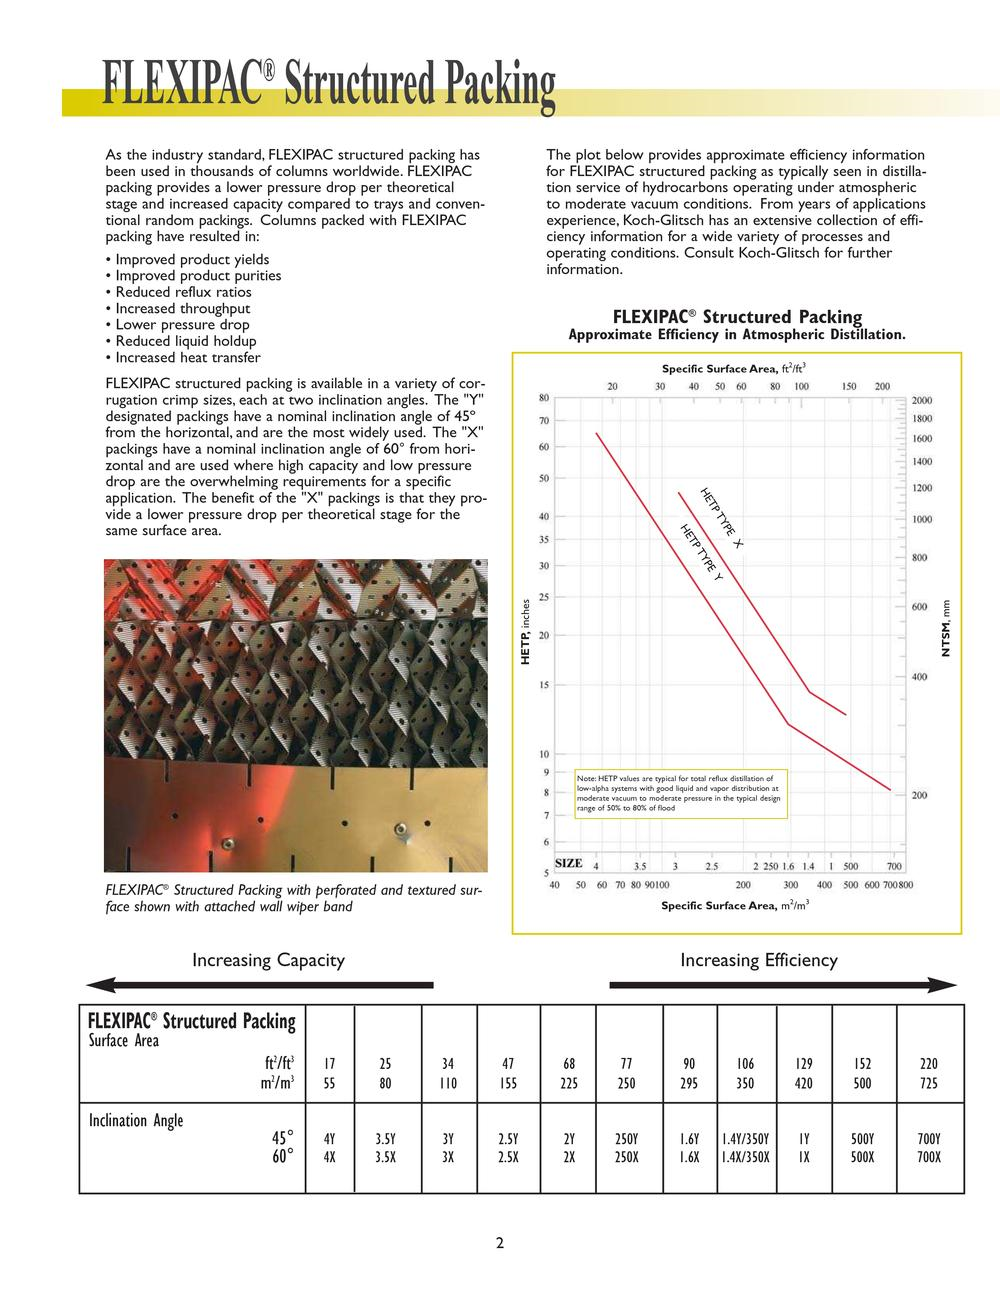 FLEXIPAC® Structured Packing
As the industry standard, FLEXIPAC structured packing has
been used in thousands of columns worldwide. FLEXIPAC
packing provides a lower pressure drop per theoretical
stage and increased capacity compared to trays and conven-
tional random packings.  Columns packed with FLEXIPAC
packing have resulted in:
• Improved product yields
• Improved product purities
• Reduced reflux ratios
• Increased throughput
• Lower pressure drop
• Reduced liquid holdup
• Increased heat transfer
FLEXIPAC structured packing is available in a variety of cor-
rugation crimp sizes, each at two inclination angles.  The "Y"
designated packings have a nominal inclination angle of 45º
from the horizontal, and are the most widely used.  The "X"
packings have a nominal inclination angle of 60° from hori-
zontal and are used where high capacity and low pressure
drop are the overwhelming requirements for a specific
application.  The benefit of the "X" packings is that they pro-
vide a lower pressure drop per theoretical stage for the
same surface area.
FLEXIPAC® Structured Packing with perforated and textured sur-
face shown with attached wall wiper band
The plot below provides approximate efficiency information
for FLEXIPAC structured packing as typically seen in distilla-
tion service of hydrocarbons operating under atmospheric
to moderate vacuum conditions.  From years of applications
experience, Koch-Glitsch has an extensive collection of effi-
ciency information for a wide variety of processes and
operating conditions. Consult Koch-Glitsch for further
information.
FLEXIPAC® Structured Packing
Approximate Efficiency in Atmospheric Distillation.
Specific Surface Area, ft²/ft³
20 30 40 50 60 80 100 150 200
80
70
60
50
40
35
30
25
20
15
10
9
8
7
6
5
HETP, inches
2000
1800
1600
1400
1200
1000
800
600
400
200
NTSM, mm
HETP TYPE X
HETP TYPE Y
Note: HETP values are typical for total reflux distillation of
low-alpha systems with good liquid and vapor distribution at
moderate vacuum to moderate pressure in the typical design
range of 50% to 80% of flood
SIZE 4 3.5 3 2.5 2 250 1.6 1.4 1 500 700
40 50 60 70 80 90 100 200 300 400 500 600 700 800
Specific Surface Area, m²/m³
Increasing Capacity Increasing Efficiency
FLEXIPAC® Structured Packing
Surface Area
ft²/ft³ 17 25 34 47 68 77 90 106 129 152 220
m²/m³ 55 80 110 155 225 250 295 350 420 500 725
Inclination Angle
45° 4Y 3.5Y 3Y 2.5Y 2Y 250Y 1.6Y 1.4Y/350Y 1Y 500Y 700Y
60° 4X 3.5X 3X 2.5X 2X 250X 1.6X 1.4X/350X 1X 500X 700X
2